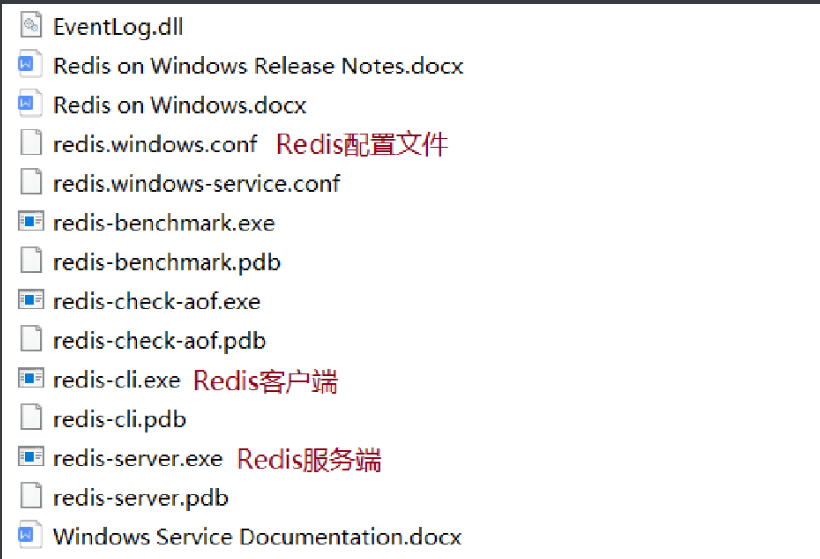 EventLog.dll
Redis on Windows Release Notes.docx
Redis on Windows.docx
redis.windows.conf Redis配置文件
redis.windows-service.conf
redis-benchmark.exe
redis-benchmark.pdb
redis-check-aof.exe
redis-check-aof.pdb
redis-cli.exe Redis客户端
redis-cli.pdb
redis-server.exe Redis服务端
redis-server.pdb
Windows Service Documentation.docx